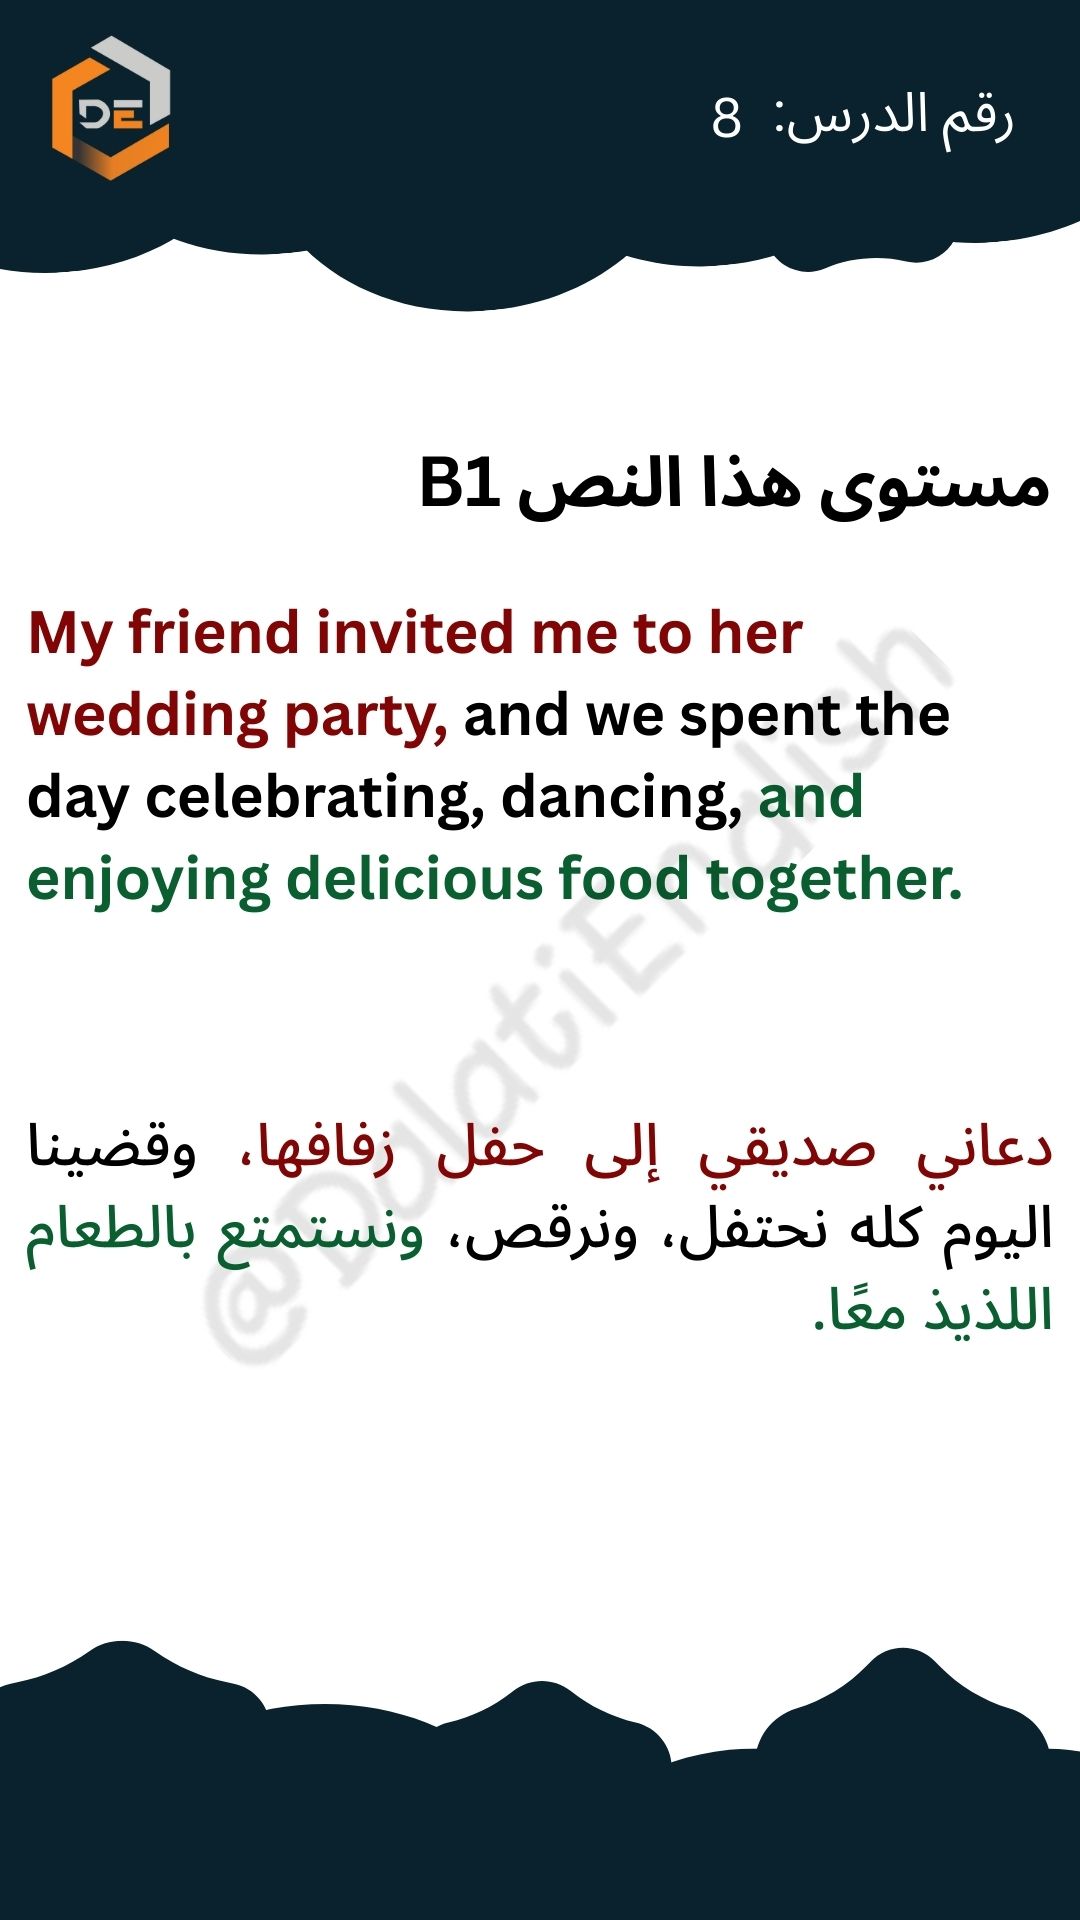 DE
رقم الدرس: 8
مستوى هذا النص B1
My friend invited me to her
wedding party, and we spent the
day celebrating, dancing, and
enjoying delicious food together.
@DalatiEnglish
دعاني صديقي إلى حفل زفافها، وقضينا
اليوم كله نحتفل، ونرقص، ونستمتع بالطعام
اللذيذ معًا.